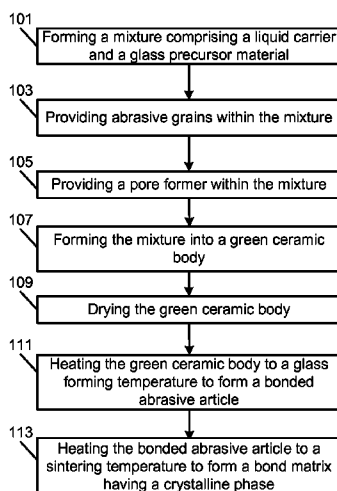 101
Forming a mixture comprising a liquid carrier
and a glass precursor material
103
Providing abrasive grains within the mixture
105
Providing a pore former within the mixture
107
Forming the mixture into a green ceramic
body
109
Drying the green ceramic body
111
Heating the green ceramic body to a glass
forming temperature to form a bonded
abrasive article
113
Heating the bonded abrasive article to a
sintering temperature to form a bond matrix
having a crystalline phase